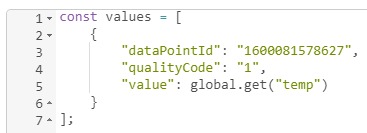 1 const values = [
2 {
3 "dataPointId": "1600081578627",
4 "qualityCode": "1",
5 "value": global.get("temp")
6 }
7 ];